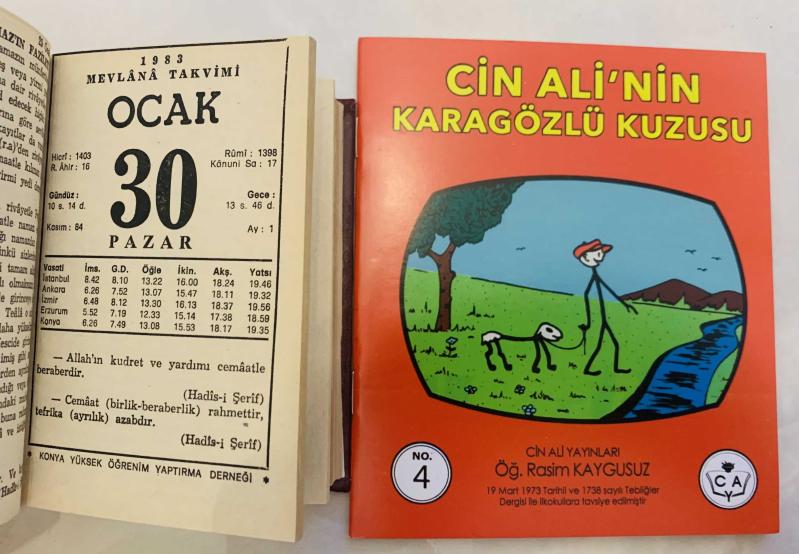 1983
MEVLÂNÂ TAKVİMİ
OCAK
Hicrî : 1403
R. Âhir : 16
Rûmî : 1398
Kânuni Sa : 17
30
Gündüz :
10 s. 14 d.
Gece :
13 s. 46 d.
Kasım : 84
Ay : 1
PAZAR
Vasati İms. G.D. Öğle İkin. Akş. Yatsı
İstanbul 8.42 8.10 13.22 16.00 18.24 19.46
Ankara 6.26 7.52 13.07 15.47 18.11 19.32
İzmir 6.48 8.12 13.30 16.13 18.37 19.56
Erzurum 5.52 7.19 12.33 15.14 17.38 18.59
Konya 6.26 7.49 13.08 15.53 18.17 19.35
— Allah'ın kudret ve yardımı cemâatle
beraberdir.
(Hadîs-i Şerîf)
— Cemâat (birlik-beraberlik) rahmettir,
tefrika (ayrılık) azabdır.
(Hadîs-i Şerîf)
* KONYA YÜKSEK ÖĞRENİM YAPTIRMA DERNEĞİ *
CİN ALİ'NİN
KARAGÖZLÜ KUZUSU
NO.
4
CİN ALİ YAYINLARI
Öğ. Rasim KAYGUSUZ
19 Mart 1973 Tarihli ve 1738 sayılı Tebliğler
Dergisi ile ilkokullara tavsiye edilmiştir
C A
Y